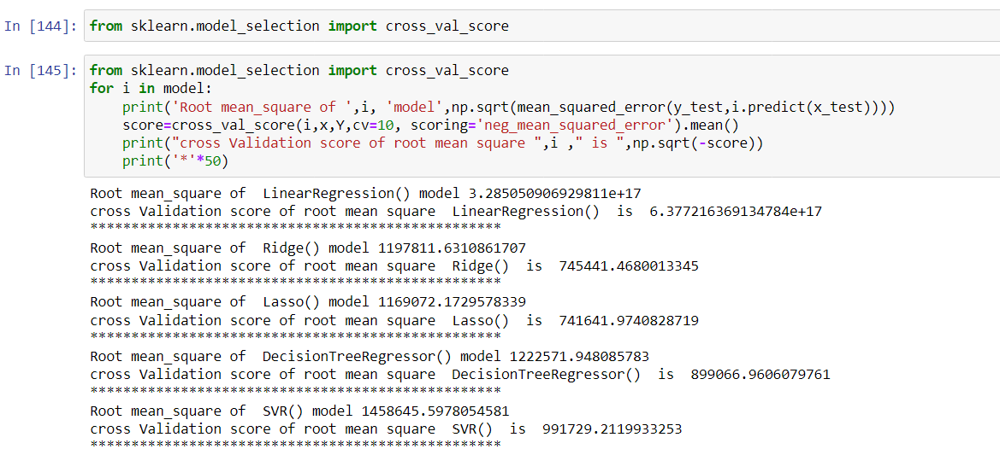 In [144]: from sklearn.model_selection import cross_val_score
In [145]: from sklearn.model_selection import cross_val_score
for i in model:
    print('Root mean_square of ',i, 'model',np.sqrt(mean_squared_error(y_test,i.predict(x_test))))
    score=cross_val_score(i,x,Y,cv=10, scoring='neg_mean_squared_error').mean()
    print("cross Validation score of root mean square ",i ," is ",np.sqrt(-score))
    print('*'*50)
Root mean_square of  LinearRegression() model 3.285050906929811e+17
cross Validation score of root mean square  LinearRegression()  is  6.377216369134784e+17
**************************************************
Root mean_square of  Ridge() model 1197811.6310861707
cross Validation score of root mean square  Ridge()  is  745441.4680013345
**************************************************
Root mean_square of  Lasso() model 1169072.1729578339
cross Validation score of root mean square  Lasso()  is  741641.9740828719
**************************************************
Root mean_square of  DecisionTreeRegressor() model 1222571.948085783
cross Validation score of root mean square  DecisionTreeRegressor()  is  899066.9606079761
**************************************************
Root mean_square of  SVR() model 1458645.5978054581
cross Validation score of root mean square  SVR()  is  991729.2119933253
**************************************************